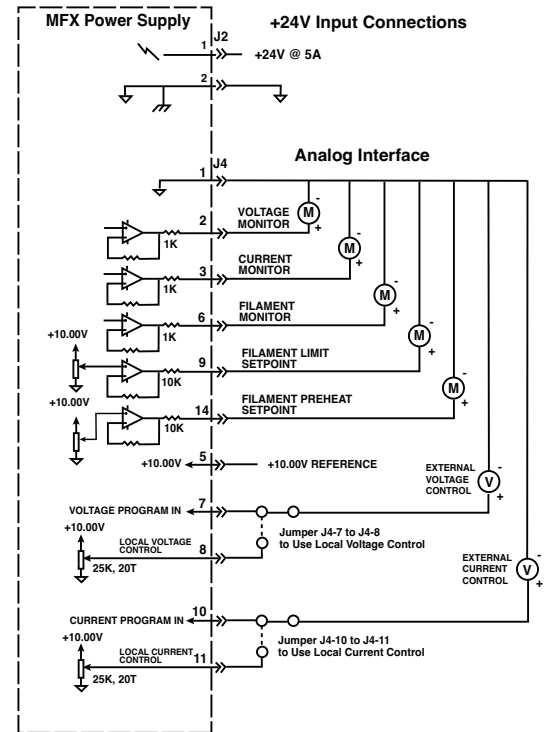 MFX Power Supply
+24V Input Connections
J2
1
+24V @ 5A
2
J4
1
Analog Interface
2
VOLTAGE
MONITOR
M
-
+
1K
3
CURRENT
MONITOR
M
-
+
1K
6
FILAMENT
MONITOR
M
-
+
1K
+10.00V
9
FILAMENT LIMIT
SETPOINT
M
-
+
10K
+10.00V
14
FILAMENT PREHEAT
SETPOINT
M
-
+
10K
+10.00V
5
+10.00V REFERENCE
EXTERNAL
VOLTAGE
CONTROL
V
-
+
VOLTAGE PROGRAM IN
7
+10.00V
LOCAL VOLTAGE
CONTROL
8
25K, 20T
Jumper J4-7 to J4-8
to Use Local Voltage Control
EXTERNAL
CURRENT
CONTROL
V
-
+
CURRENT PROGRAM IN
10
+10.00V
LOCAL CURRENT
CONTROL
11
25K, 20T
Jumper J4-10 to J4-11
to Use Local Current Control